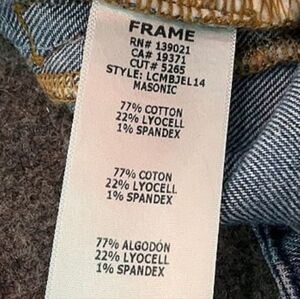 FRAME
RN# 139021
CA# 19371
CUT# 5265
STYLE: LCMBJEL14
MASONIC
77% COTTON
22% LYOCELL
1% SPANDEX
77% COTON
22% LYOCELL
1% SPANDEX
77% ALGODÓN
22% LYOCELL
1% SPANDEX